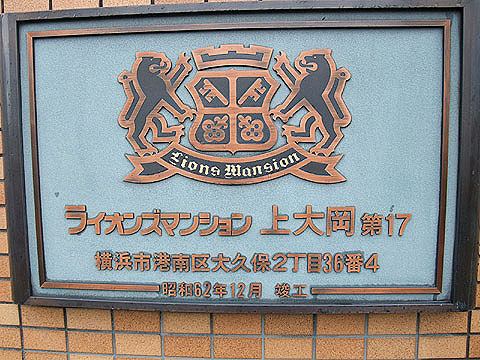 Lions Mansion
ライオンズマンション 上大岡 第17
横浜市港南区大久保2丁目36番4
昭和62年12月 竣工